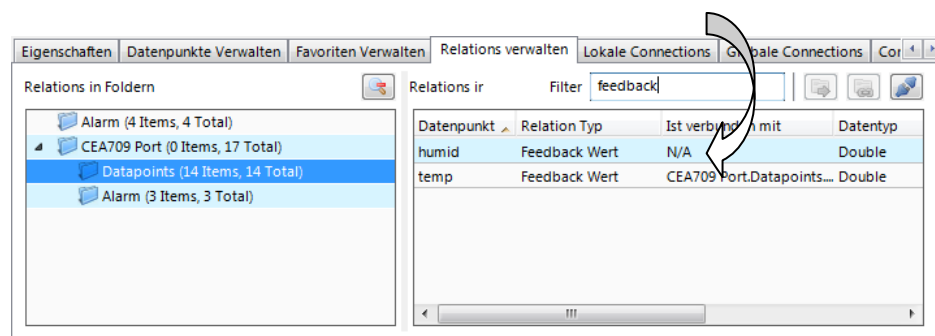 Eigenschaften Datenpunkte Verwalten Favoriten Verwalten Relations verwalten Lokale Connections Globale Connections Cor
Relations in Foldern
Relations ir Filter feedback
Alarm (4 Items, 4 Total)
CEA709 Port (0 Items, 17 Total)
Datapoints (14 Items, 14 Total)
Alarm (3 Items, 3 Total)
Datenpunkt Relation Typ Ist verbunden mit Datentyp
humid Feedback Wert N/A Double
temp Feedback Wert CEA709 Port.Datapoints.... Double